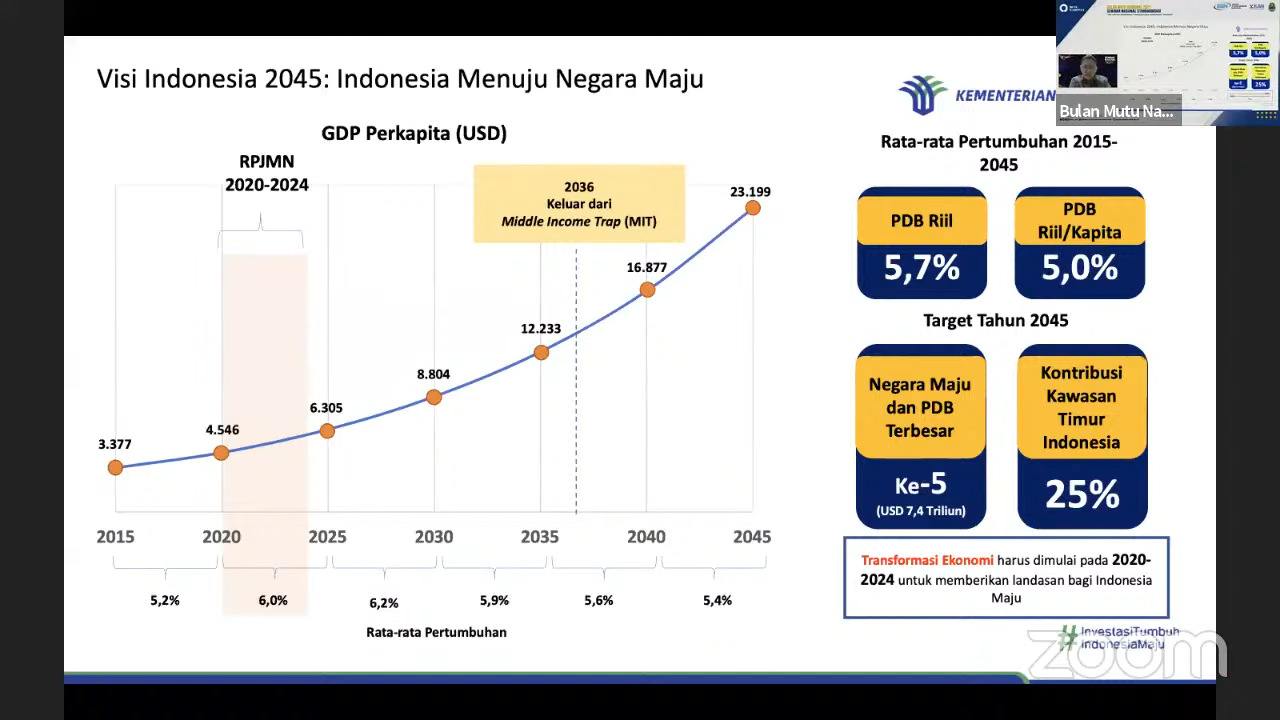 Visi Indonesia 2045: Indonesia Menuju Negara Maju
KEMENTERIAN
Bulan Mutu Na...
GDP Perkapita (USD)
RPJMN
2020-2024
2036
Keluar dari
Middle Income Trap (MIT)
3.377
4.546
6.305
8.804
12.233
16.877
23.199
2015
2020
2025
2030
2035
2040
2045
5,2%
6,0%
6,2%
5,9%
5,6%
5,4%
Rata-rata Pertumbuhan
Rata-rata Pertumbuhan 2015-
2045
PDB Riil
5,7%
PDB
Riil/Kapita
5,0%
Target Tahun 2045
Negara Maju
dan PDB
Terbesar
Ke-5
(USD 7,4 Triliun)
Kontribusi
Kawasan
Timur
Indonesia
25%
Transformasi Ekonomi harus dimulai pada 2020-
2024 untuk memberikan landasan bagi Indonesia
Maju
#InvestasiTumbuh
IndonesiaMaju
zoom